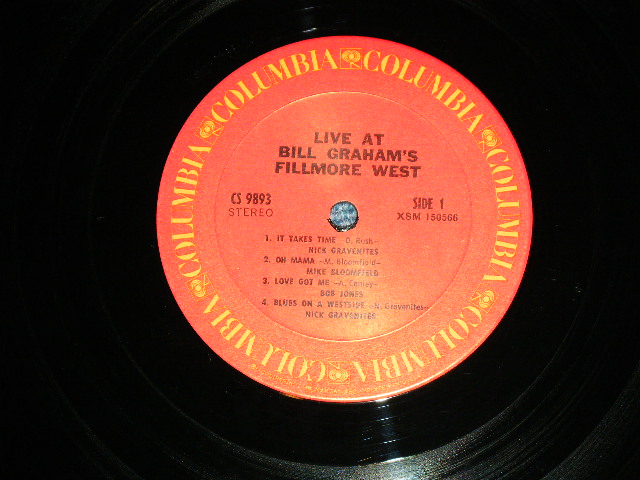 COLUMBIA COLUMBIA COLUMBIA COLUMBIA COLUMBIA COLUMBIA
LIVE AT
BILL GRAHAM'S
FILLMORE WEST
CS 9893
STEREO
SIDE 1
XSM 150566
1. IT TAKES TIME -O. Rush-
NICK GRAVENITES
2. OH MAMA -M. Bloomfield-
MIKE BLOOMFIELD
3. LOVE GOT ME -A. Conley-
BOB JONES
4. BLUES ON A WESTSIDE -N. Gravenites-
NICK GRAVENITES